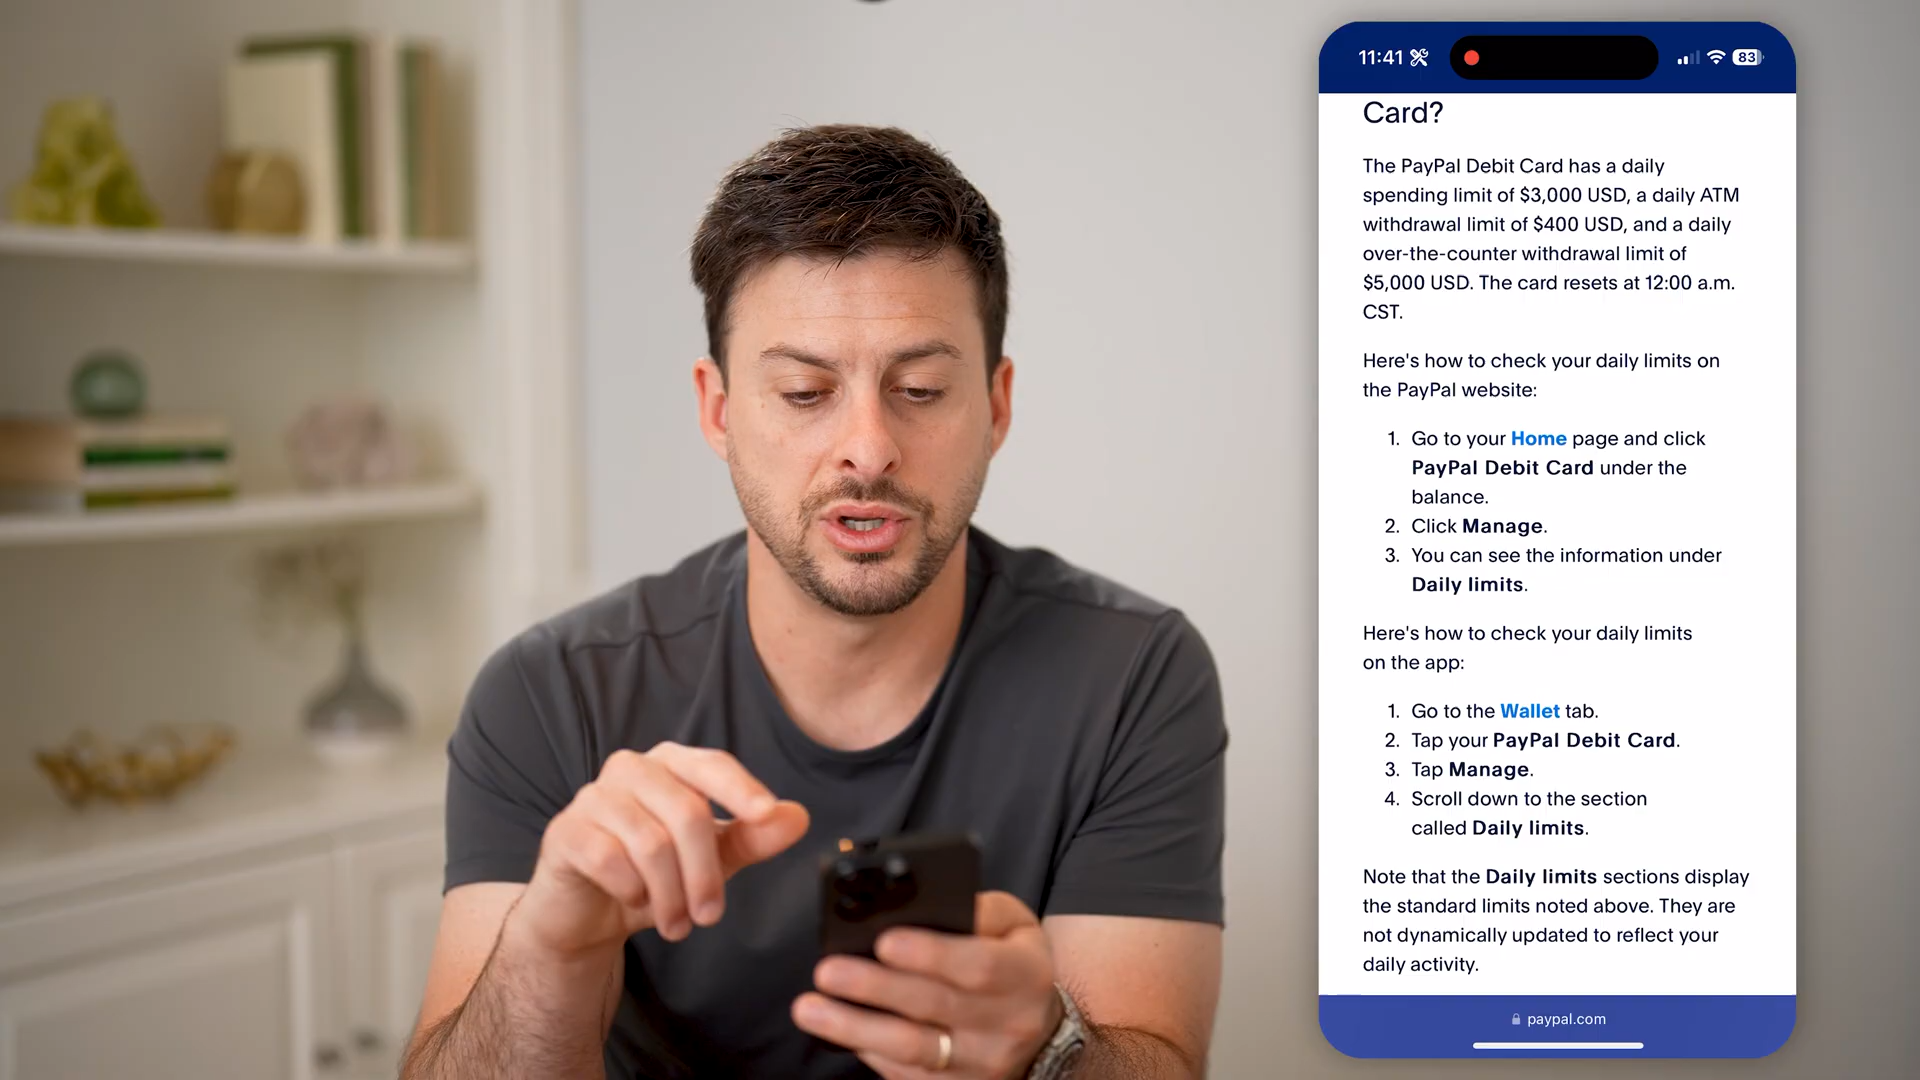 11:41
83
Card?
The PayPal Debit Card has a daily
spending limit of $3,000 USD, a daily ATM
withdrawal limit of $400 USD, and a daily
over-the-counter withdrawal limit of
$5,000 USD. The card resets at 12:00 a.m.
CST.
Here's how to check your daily limits on
the PayPal website:
1. Go to your Home page and click
PayPal Debit Card under the
balance.
2. Click Manage.
3. You can see the information under
Daily limits.
Here's how to check your daily limits
on the app:
1. Go to the Wallet tab.
2. Tap your PayPal Debit Card.
3. Tap Manage.
4. Scroll down to the section
called Daily limits.
Note that the Daily limits sections display
the standard limits noted above. They are
not dynamically updated to reflect your
daily activity.
paypal.com